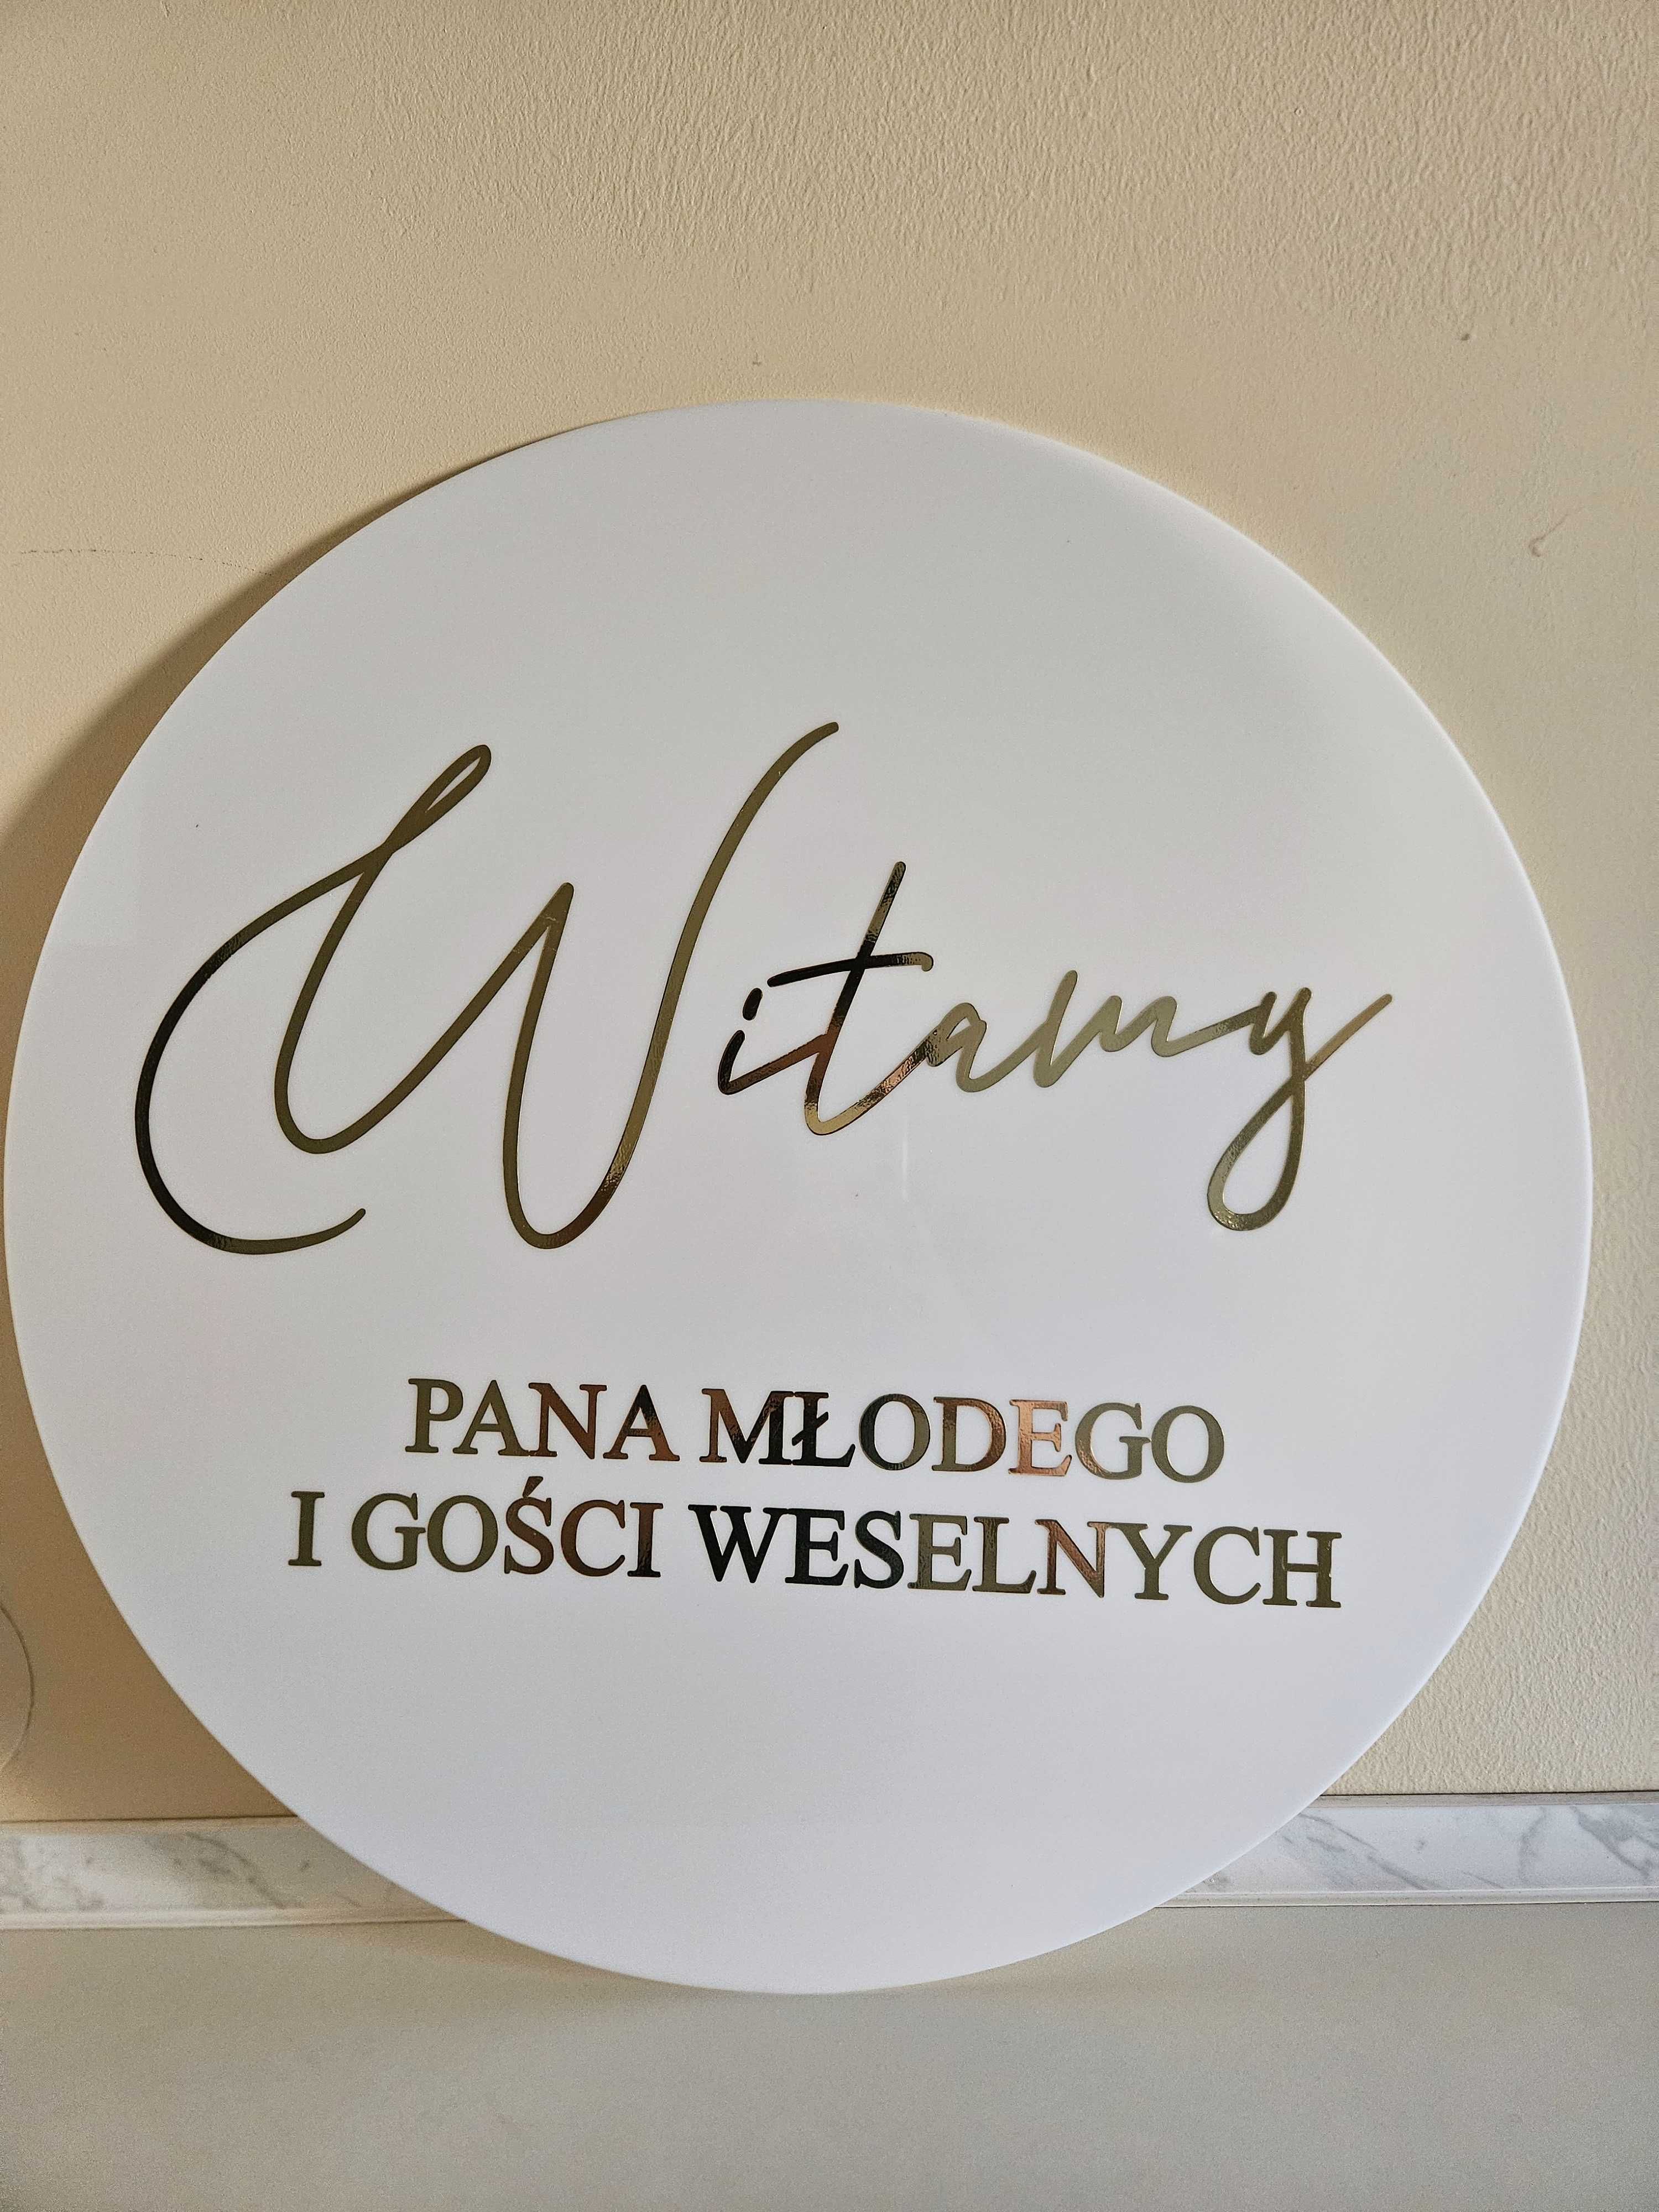 Witamy
PANA MŁODEGO
I GOŚCI WESELNYCH